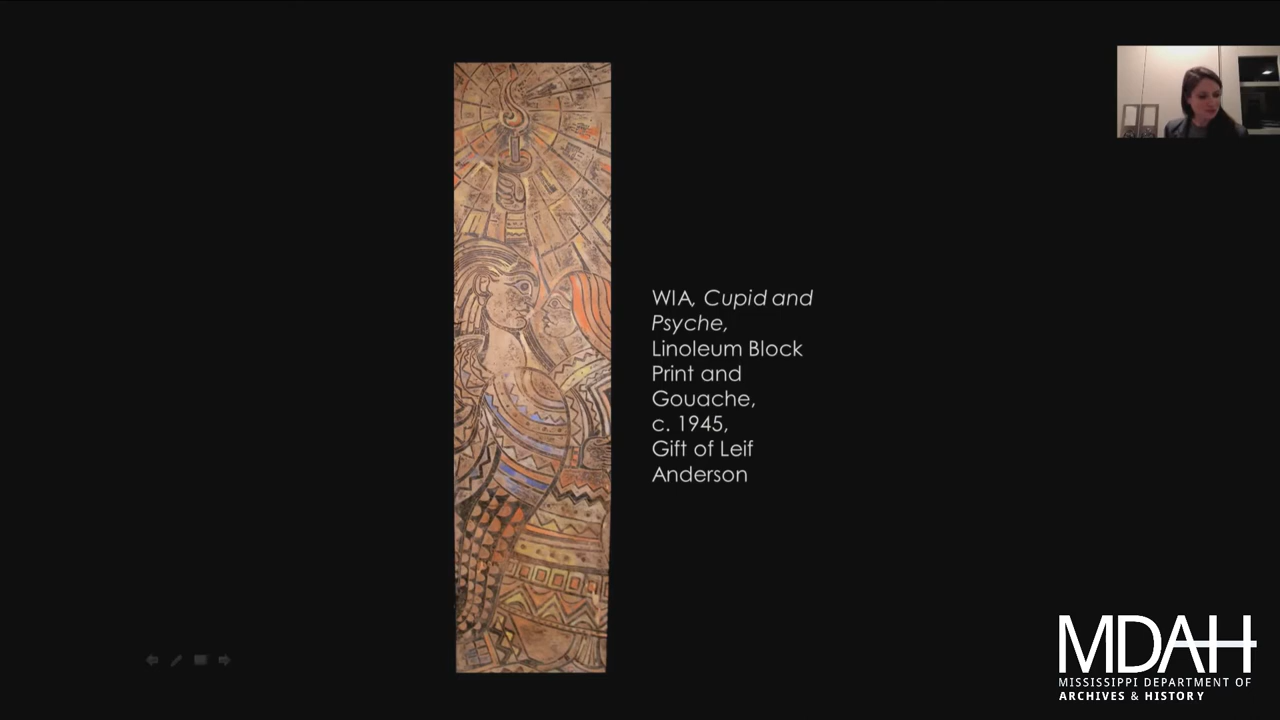 WIA, Cupid and
Psyche,
Linoleum Block
Print and
Gouache,
c. 1945,
Gift of Leif
Anderson
MDAH
MISSISSIPPI DEPARTMENT OF
ARCHIVES & HISTORY